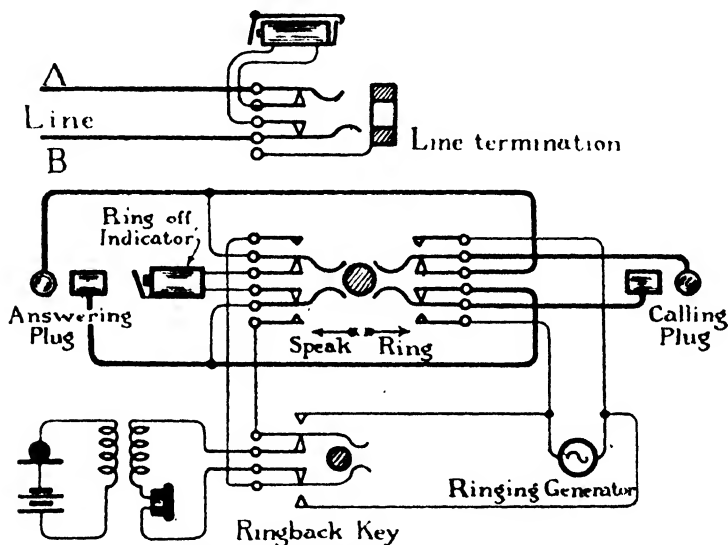 A
Line
B
Line termination
Ring off
Indicator
Answering
Plug
Speak
Ring
Calling
Plug
Ringing Generator
Ringback Key